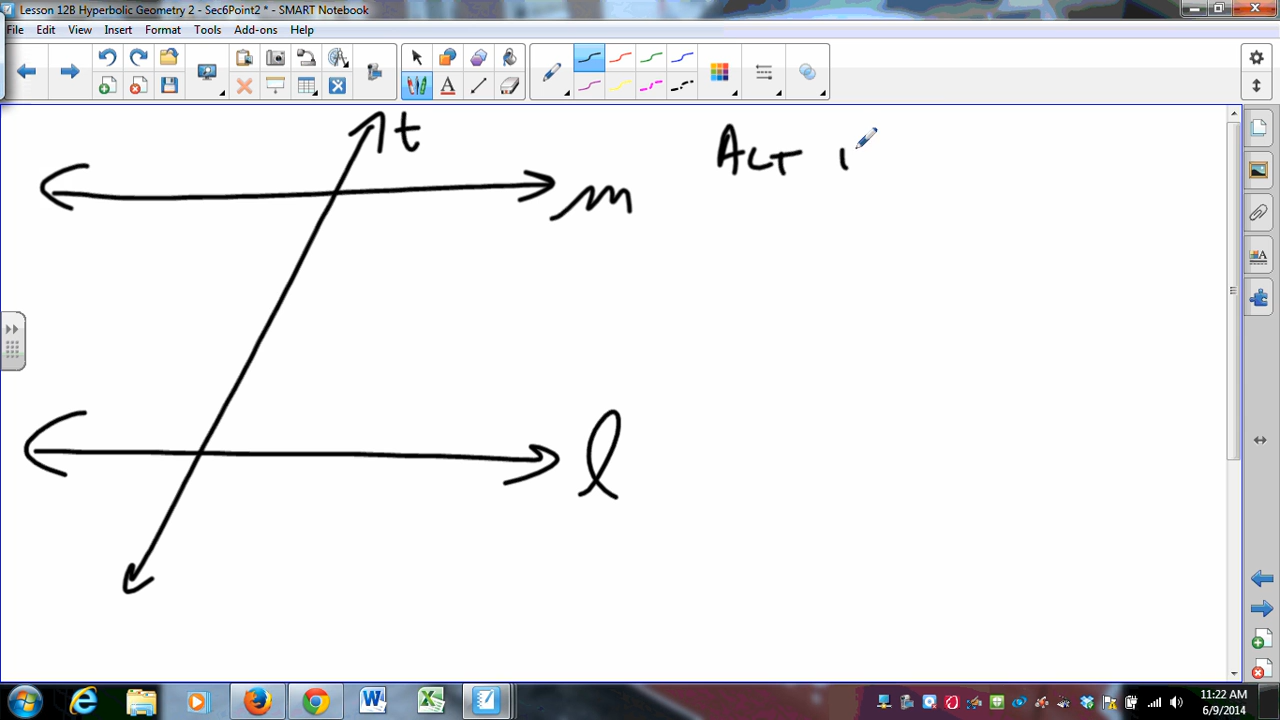 Lesson 12B Hyperbolic Geometry 2 - Sec6Point2 * - SMART Notebook
File Edit View Insert Format Tools Add-ons Help
t
ALT I
m
l
11:22 AM
6/9/2014